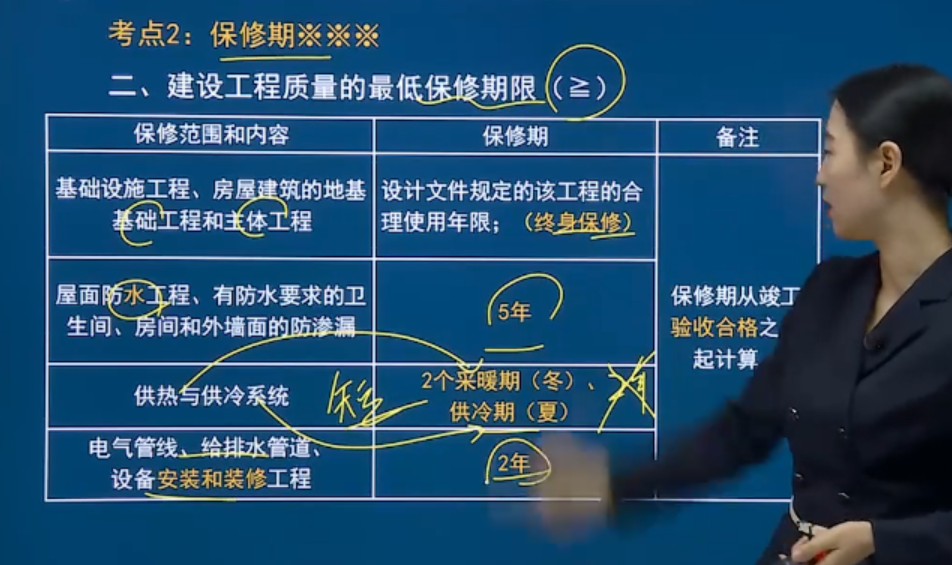 考点2：保修期※※※
二、建设工程质量的最低保修期限（≧）
保修范围和内容
保修期
备注
基础设施工程、房屋建筑的地基
基础工程和主体工程
设计文件规定的该工程的合
理使用年限；（终身保修）
屋面防水工程、有防水要求的卫
生间、房间和外墙面的防渗漏
5年
供热与供冷系统
2个采暖期（冬）、
供冷期（夏）
电气管线、给排水管道、
设备安装和装修工程
2年
保修期从竣工
验收合格之
起计算